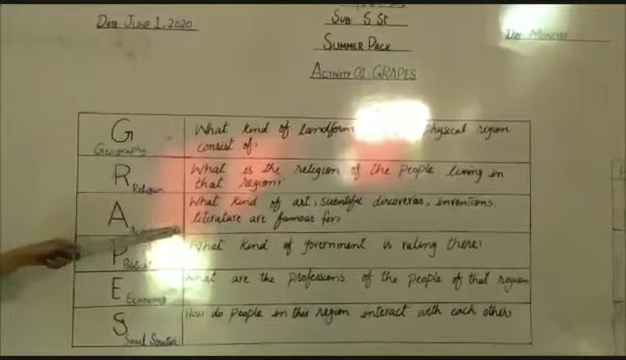 Date June 1, 2020
Sub S.St
Day Monday
Summer Pack
Activity 01: GRAPES
G
Geography
What kind of landform physical region
consist of.
R
Religion
What is the religion of the people living in
that region.
A
What kind of art, scientific discoveries, inventions.
literature are famous for.
P
What kind of government is ruling there.
E
Economy
What are the professions of the people of that region
S
Social Structure
How do people in this region interact with each other.